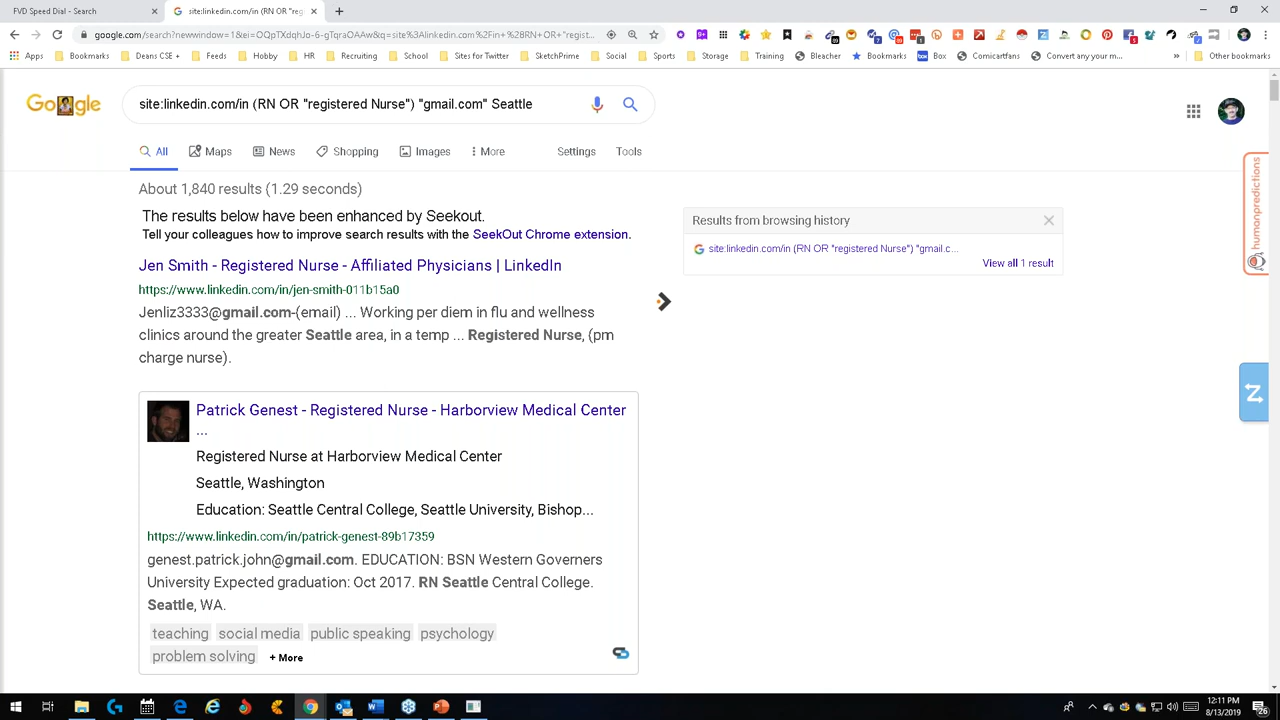 FVD Speed Dial - Search
site:linkedin.com/in (RN OR "reg
google.com/search?newwindow=1&ei=OQpTXdqhJo-6-gTqraOAAw&q=site%3Alinkedin.com%2Fin+%28RN+OR+"regist...
Apps Bookmarks Deans CSE + Feeds Hobby HR Recruiting School Sites for Twitter SketchPrime Social Sports Storage Training Bleacher Bookmarks Box Comicartfans Convert any your m... » Other bookmarks
site:linkedin.com/in (RN OR "registered Nurse") "gmail.com" Seattle
All Maps News Shopping Images More Settings Tools
About 1,840 results (1.29 seconds)
The results below have been enhanced by Seekout.
Tell your colleagues how to improve search results with the SeekOut Chrome extension.
Jen Smith - Registered Nurse - Affiliated Physicians | LinkedIn
https://www.linkedin.com/in/jen-smith-011b15a0
Jenliz3333@gmail.com-(email) ... Working per diem in flu and wellness
clinics around the greater Seattle area, in a temp ... Registered Nurse, (prn
charge nurse).
Patrick Genest - Registered Nurse - Harborview Medical Center
...
Registered Nurse at Harborview Medical Center
Seattle, Washington
Education: Seattle Central College, Seattle University, Bishop...
https://www.linkedin.com/in/patrick-genest-89b17359
genest.patrick.john@gmail.com. EDUCATION: BSN Western Governers
University Expected graduation: Oct 2017. RN Seattle Central College.
Seattle, WA.
teaching social media public speaking psychology
problem solving + More
Results from browsing history
site:linkedin.com/in (RN OR "registered Nurse") "gmail.c...
View all 1 result
humanpredictions
12:11 PM
8/13/2019
26